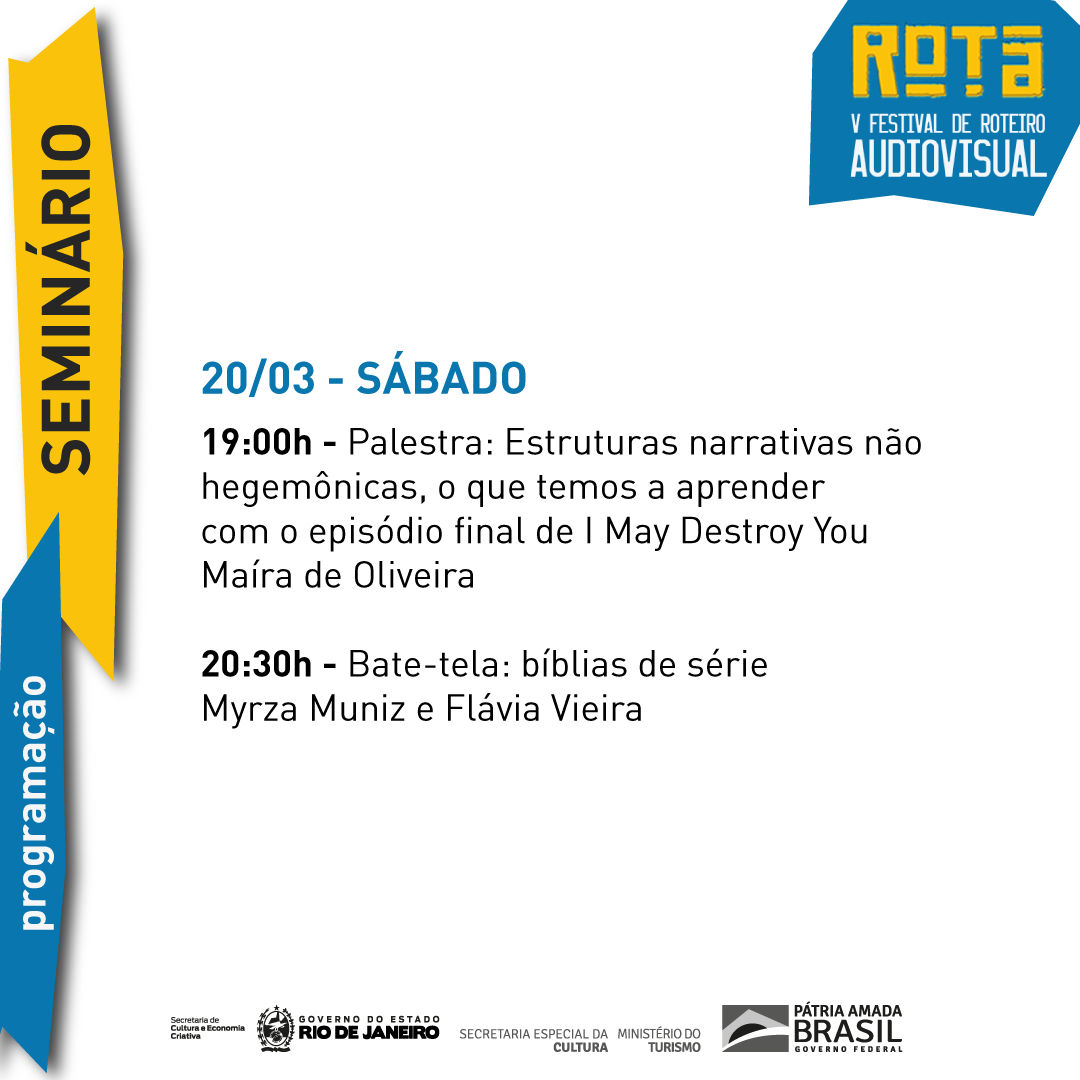 SEMINÁRIO
programação
ROTA
V FESTIVAL DE ROTEIRO
AUDIOVISUAL
20/03 - SÁBADO
19:00h - Palestra: Estruturas narrativas não
hegemônicas, o que temos a aprender
com o episódio final de I May Destroy You
Maíra de Oliveira
20:30h - Bate-tela: bíblias de série
Myrza Muniz e Flávia Vieira
Secretaria de
Cultura e Economia
Criativa
GOVERNO DO ESTADO
RIO DE JANEIRO
SECRETARIA ESPECIAL DA
CULTURA
MINISTÉRIO DO
TURISMO
PÁTRIA AMADA
BRASIL
GOVERNO FEDERAL